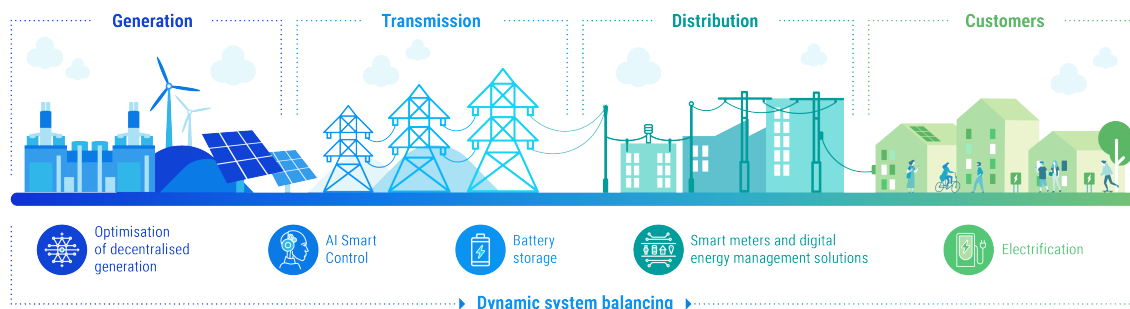 Generation
Transmission
Distribution
Customers
Optimisation
of decentralised
generation
AI Smart
Control
Battery
storage
Smart meters and digital
energy management solutions
Electrification
Dynamic system balancing